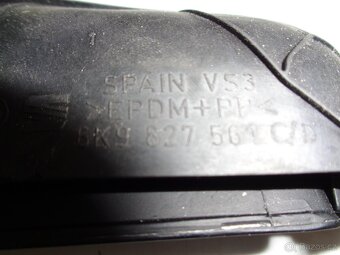 SPAIN VS3
>EPDM+PP<
6K9 827 561 C/D